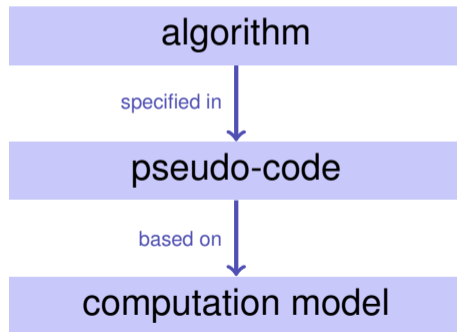 algorithm
specified in
pseudo-code
based on
computation model